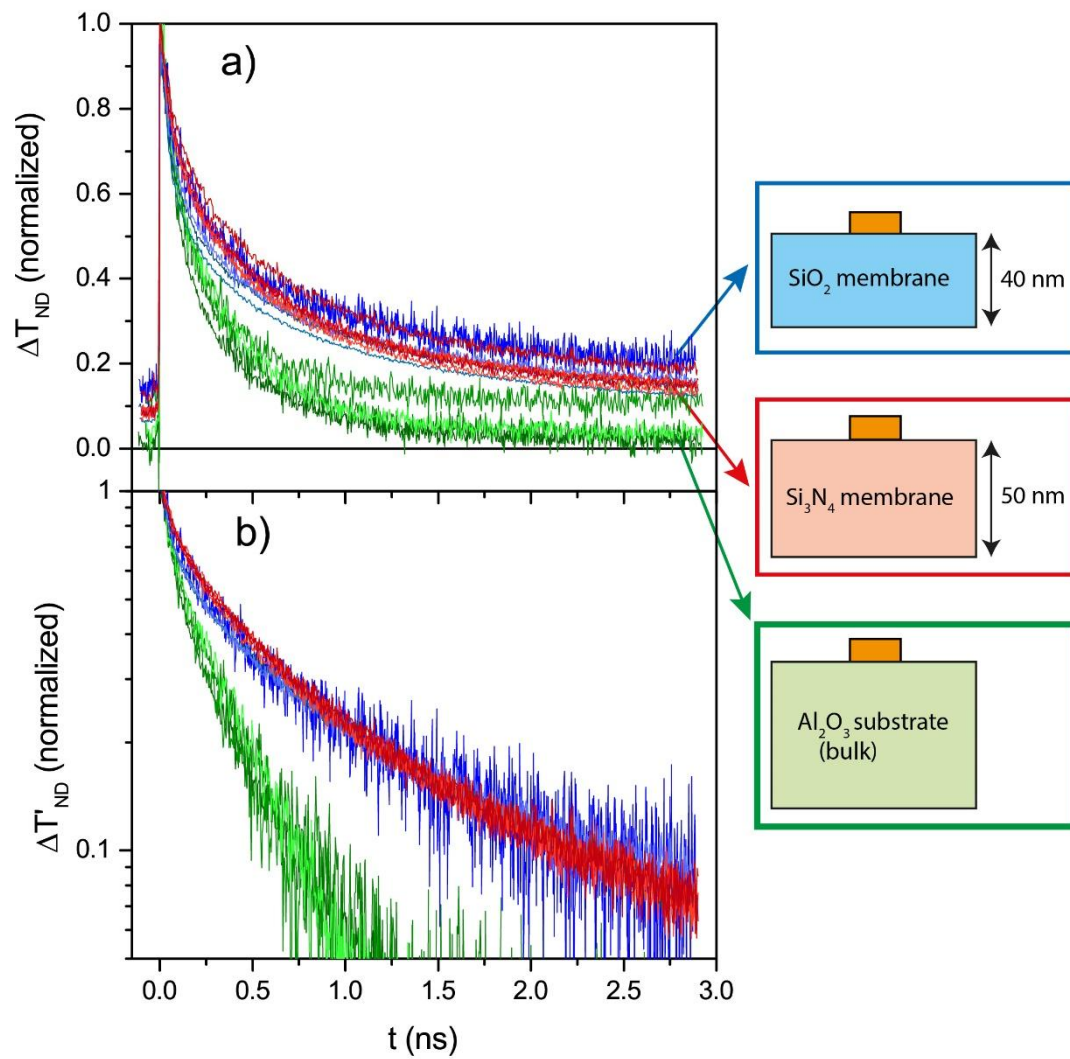 a)
1.0
0.8
0.6
0.4
0.2
0.0
ΔT_ND (normalized)
SiO₂ membrane
40 nm
Si₃N₄ membrane
50 nm
Al₂O₃ substrate
(bulk)
b)
1
0.1
ΔT'_ND (normalized)
0.0 0.5 1.0 1.5 2.0 2.5 3.0
t (ns)